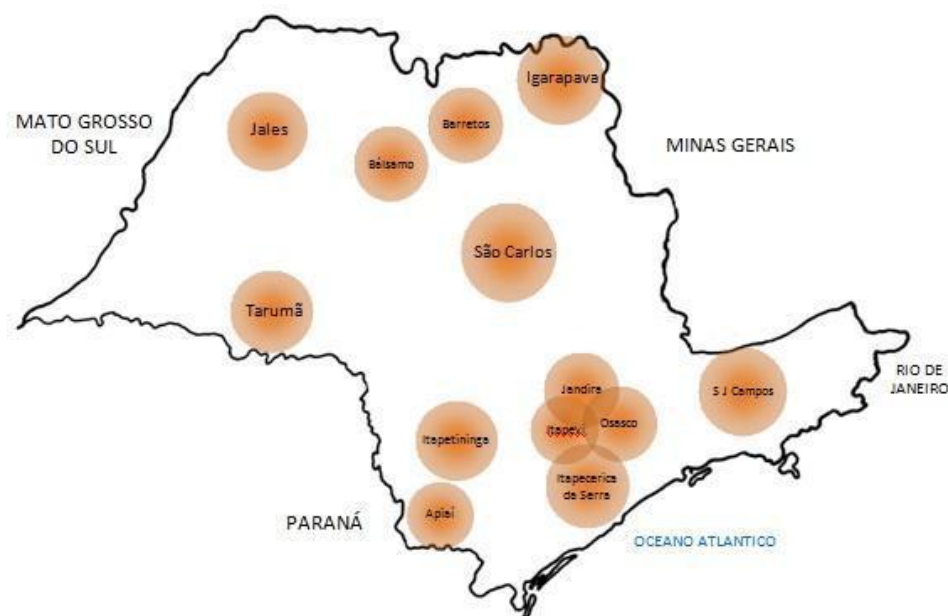 Igarapava
MATO GROSSO
DO SUL
Jales
Barretos
MINAS GERAIS
Bálsamo
São Carlos
Tarumã
RIO DE
JANEIRO
Jandira
S J Campos
Itapetininga
Itapevi
Osasco
Itapecerica
da Serra
Apiaí
PARANÁ
OCEANO ATLANTICO